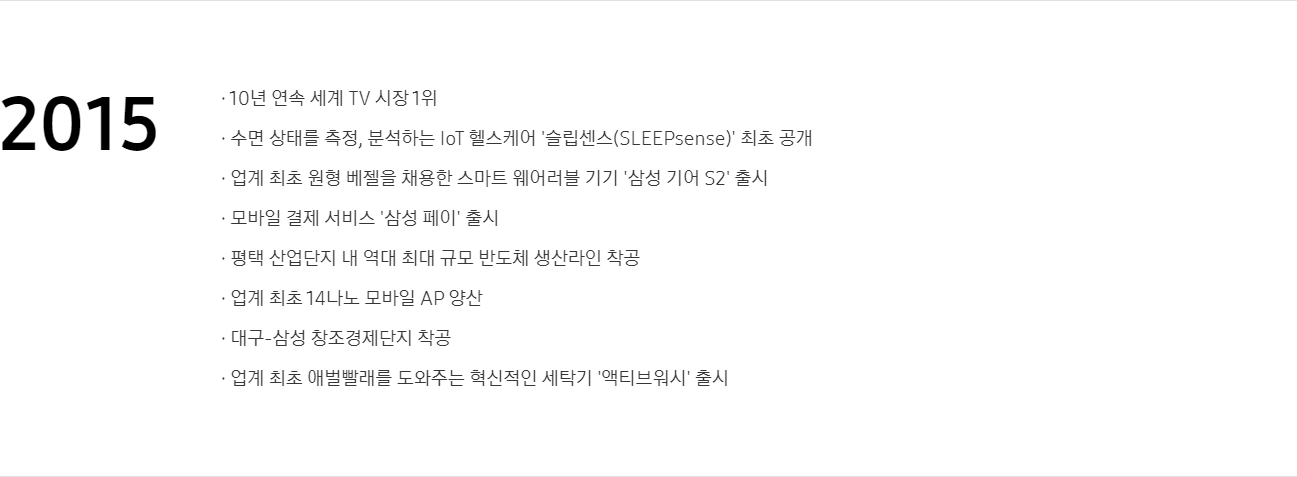 2015
· 10년 연속 세계 TV 시장 1위
· 수면 상태를 측정, 분석하는 IoT 헬스케어 '슬립센스(SLEEPsense)' 최초 공개
· 업계 최초 원형 베젤을 채용한 스마트 웨어러블 기기 '삼성 기어 S2' 출시
· 모바일 결제 서비스 '삼성 페이' 출시
· 평택 산업단지 내 역대 최대 규모 반도체 생산라인 착공
· 업계 최초 14나노 모바일 AP 양산
· 대구-삼성 창조경제단지 착공
· 업계 최초 애벌빨래를 도와주는 혁신적인 세탁기 '액티브워시' 출시